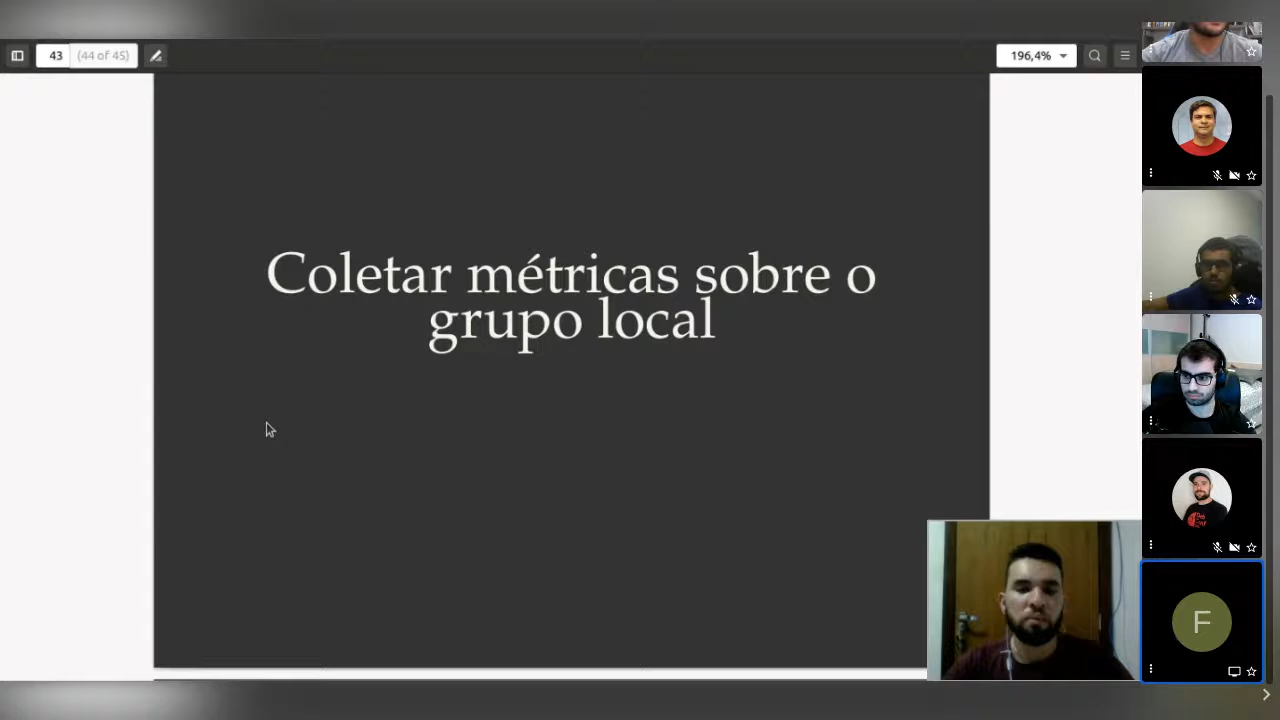 43 (44 of 45)
196,4%
Coletar métricas sobre o
grupo local
F